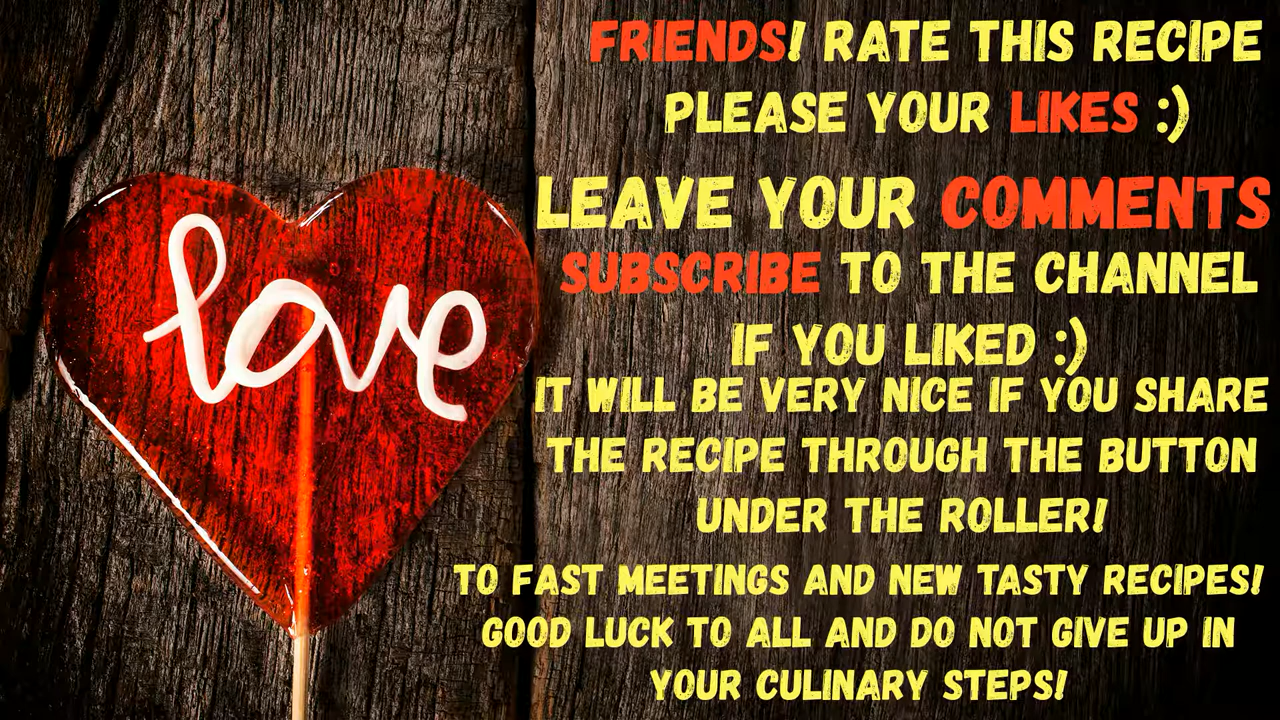 love
FRIENDS! RATE THIS RECIPE
PLEASE YOUR LIKES :)
LEAVE YOUR COMMENTS
SUBSCRIBE TO THE CHANNEL
IF YOU LIKED :)
IT WILL BE VERY NICE IF YOU SHARE
THE RECIPE THROUGH THE BUTTON
UNDER THE ROLLER!
TO FAST MEETINGS AND NEW TASTY RECIPES!
GOOD LUCK TO ALL AND DO NOT GIVE UP IN
YOUR CULINARY STEPS!